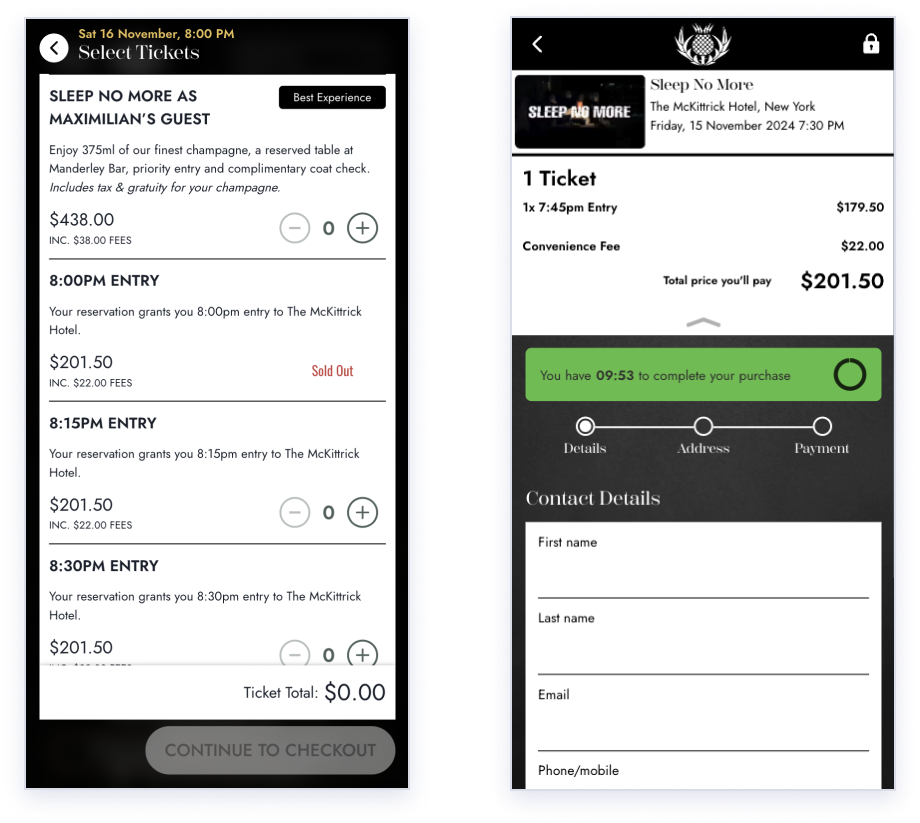 Sat 16 November, 8:00 PM
Select Tickets
SLEEP NO MORE AS
MAXIMILIAN'S GUEST
Best Experience
Enjoy 375ml of our finest champagne, a reserved table at
Manderley Bar, priority entry and complimentary coat check.
Includes tax & gratuity for your champagne.
$438.00
INC. $38.00 FEES
0
8:00PM ENTRY
Your reservation grants you 8:00pm entry to The McKittrick
Hotel.
$201.50
INC. $22.00 FEES
Sold Out
8:15PM ENTRY
Your reservation grants you 8:15pm entry to The McKittrick
Hotel.
$201.50
INC. $22.00 FEES
0
8:30PM ENTRY
Your reservation grants you 8:30pm entry to The McKittrick
Hotel.
$201.50
0
Ticket Total: $0.00
CONTINUE TO CHECKOUT
SLEEP NO MORE
Sleep No More
The McKittrick Hotel, New York
Friday, 15 November 2024 7:30 PM
1 Ticket
1x 7:45pm Entry $179.50
Convenience Fee $22.00
Total price you'll pay $201.50
You have 09:53 to complete your purchase
Details Address Payment
Contact Details
First name
Last name
Email
Phone/mobile